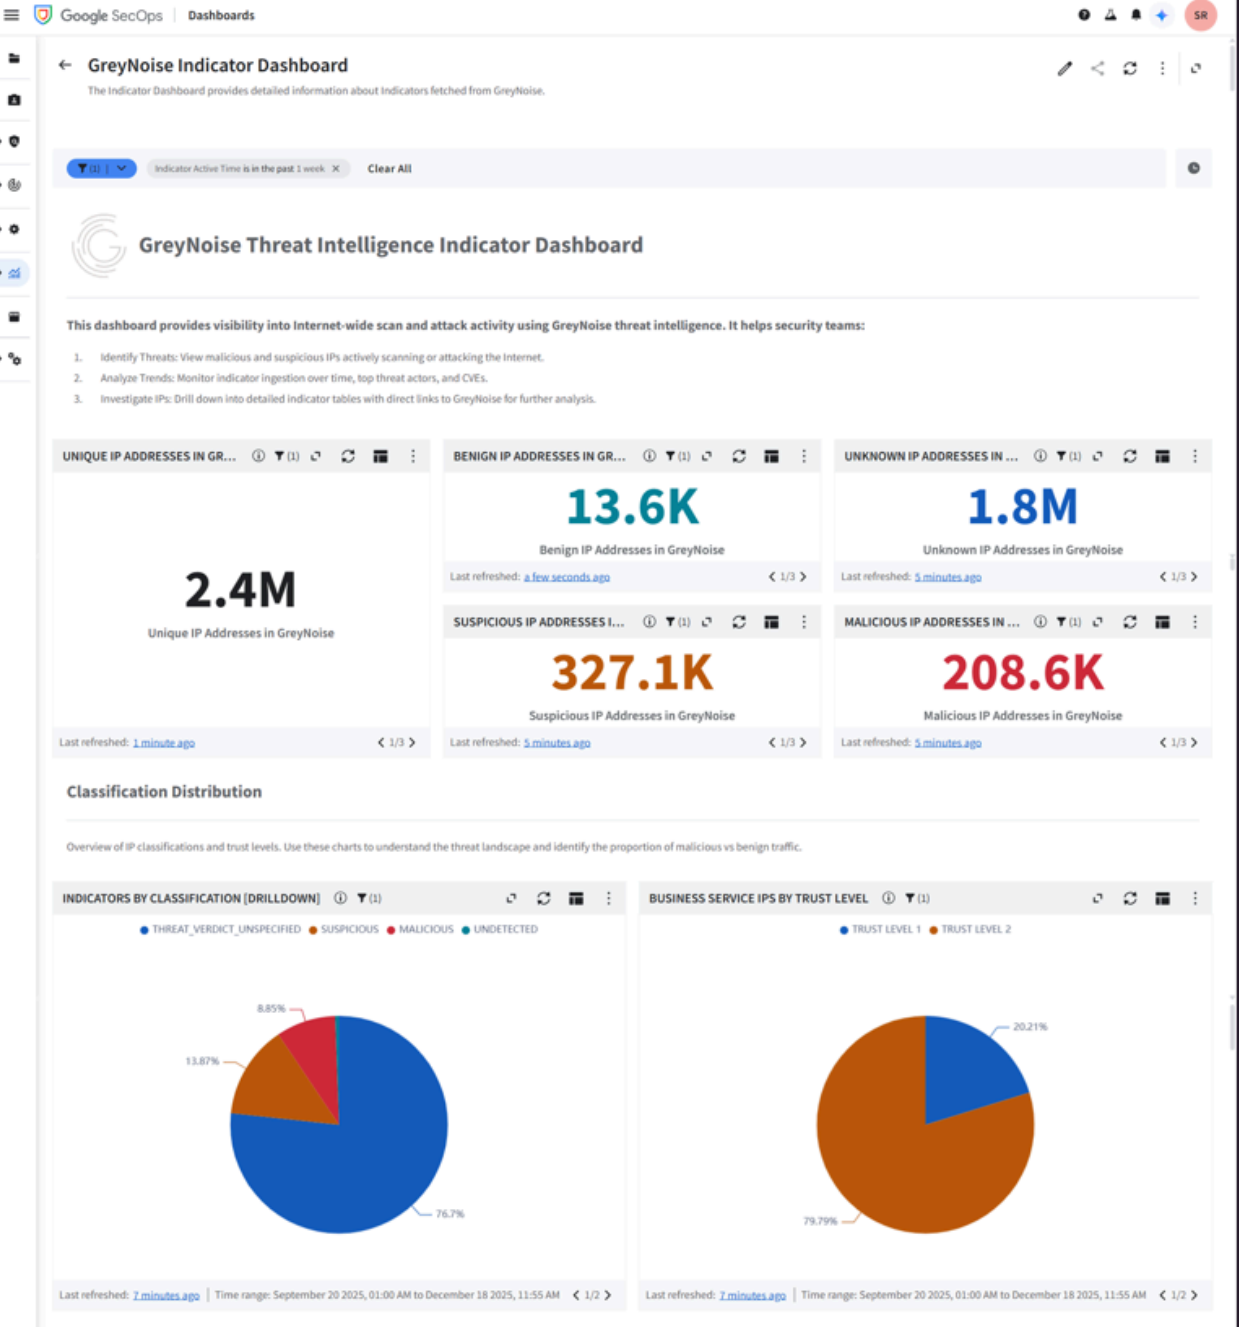 Google SecOps
Dashboards
SR
GreyNoise Indicator Dashboard
The Indicator Dashboard provides detailed information about Indicators fetched from GreyNoise.
(1)
Indicator Active Time is in the past 1 week
Clear All
GreyNoise Threat Intelligence Indicator Dashboard
This dashboard provides visibility into Internet-wide scan and attack activity using GreyNoise threat intelligence. It helps security teams:
1. Identify Threats: View malicious and suspicious IPs actively scanning or attacking the Internet.
2. Analyze Trends: Monitor indicator ingestion over time, top threat actors, and CVEs.
3. Investigate IPs: Drill down into detailed indicator tables with direct links to GreyNoise for further analysis.
UNIQUE IP ADDRESSES IN GR... (1)
2.4M
Unique IP Addresses in GreyNoise
Last refreshed: 1 minute ago 1/3
BENIGN IP ADDRESSES IN GR... (1)
13.6K
Benign IP Addresses in GreyNoise
Last refreshed: a few seconds ago 1/3
UNKNOWN IP ADDRESSES IN ... (1)
1.8M
Unknown IP Addresses in GreyNoise
Last refreshed: 5 minutes ago 1/3
SUSPICIOUS IP ADDRESSES I... (1)
327.1K
Suspicious IP Addresses in GreyNoise
Last refreshed: 5 minutes ago 1/3
MALICIOUS IP ADDRESSES IN ... (1)
208.6K
Malicious IP Addresses in GreyNoise
Last refreshed: 5 minutes ago 1/3
Classification Distribution
Overview of IP classifications and trust levels. Use these charts to understand the threat landscape and identify the proportion of malicious vs benign traffic.
INDICATORS BY CLASSIFICATION [DRILLDOWN] (1)
THREAT_VERDICT_UNSPECIFIED SUSPICIOUS MALICIOUS UNDETECTED
8.85%
13.87%
76.7%
Last refreshed: 7 minutes ago | Time range: September 20 2025, 01:00 AM to December 18 2025, 11:55 AM 1/2
BUSINESS SERVICE IPS BY TRUST LEVEL (1)
TRUST LEVEL 1 TRUST LEVEL 2
20.21%
79.79%
Last refreshed: 7 minutes ago | Time range: September 20 2025, 01:00 AM to December 18 2025, 11:55 AM 1/2